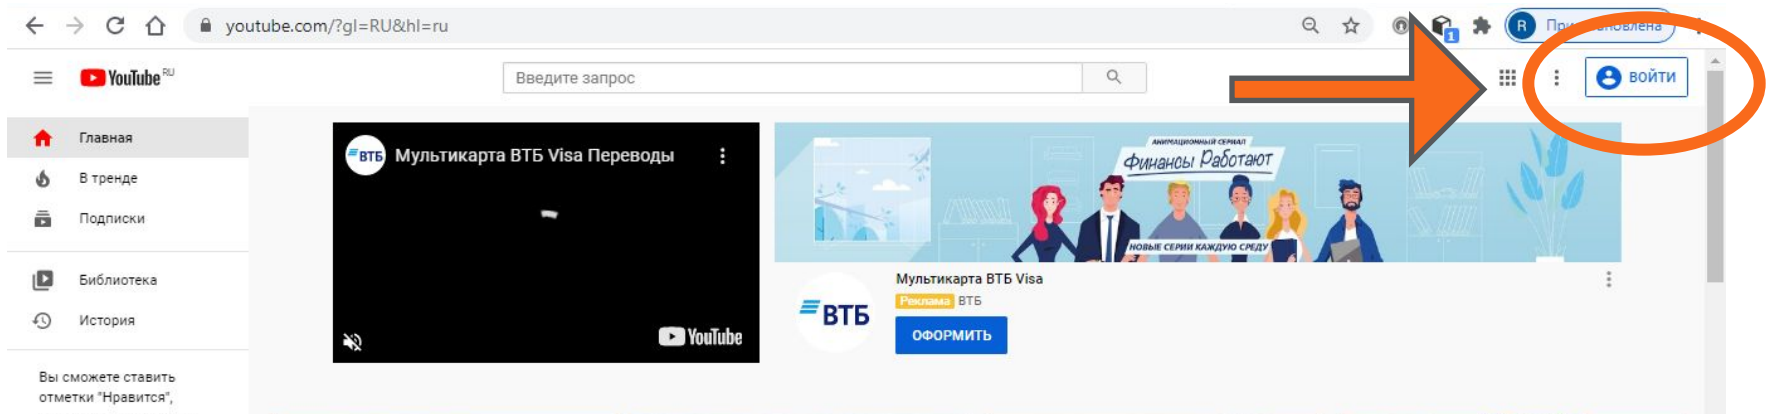 youtube.com/?gl=RU&hl=ru
1
R
YouTube RU
Введите запрос
ВОЙТИ
Главная
В тренде
Подписки
Библиотека
История
Вы сможете ставить
отметки "Нравится",
ВТБ Мультикарта ВТБ Visa Переводы
YouTube
АНИМАЦИОННЫЙ СЕРИАЛ
Финансы Работают
НОВЫЕ СЕРИИ КАЖДУЮ СРЕДУ
ВТБ
Мультикарта ВТБ Visa
Реклама ВТБ
ОФОРМИТЬ